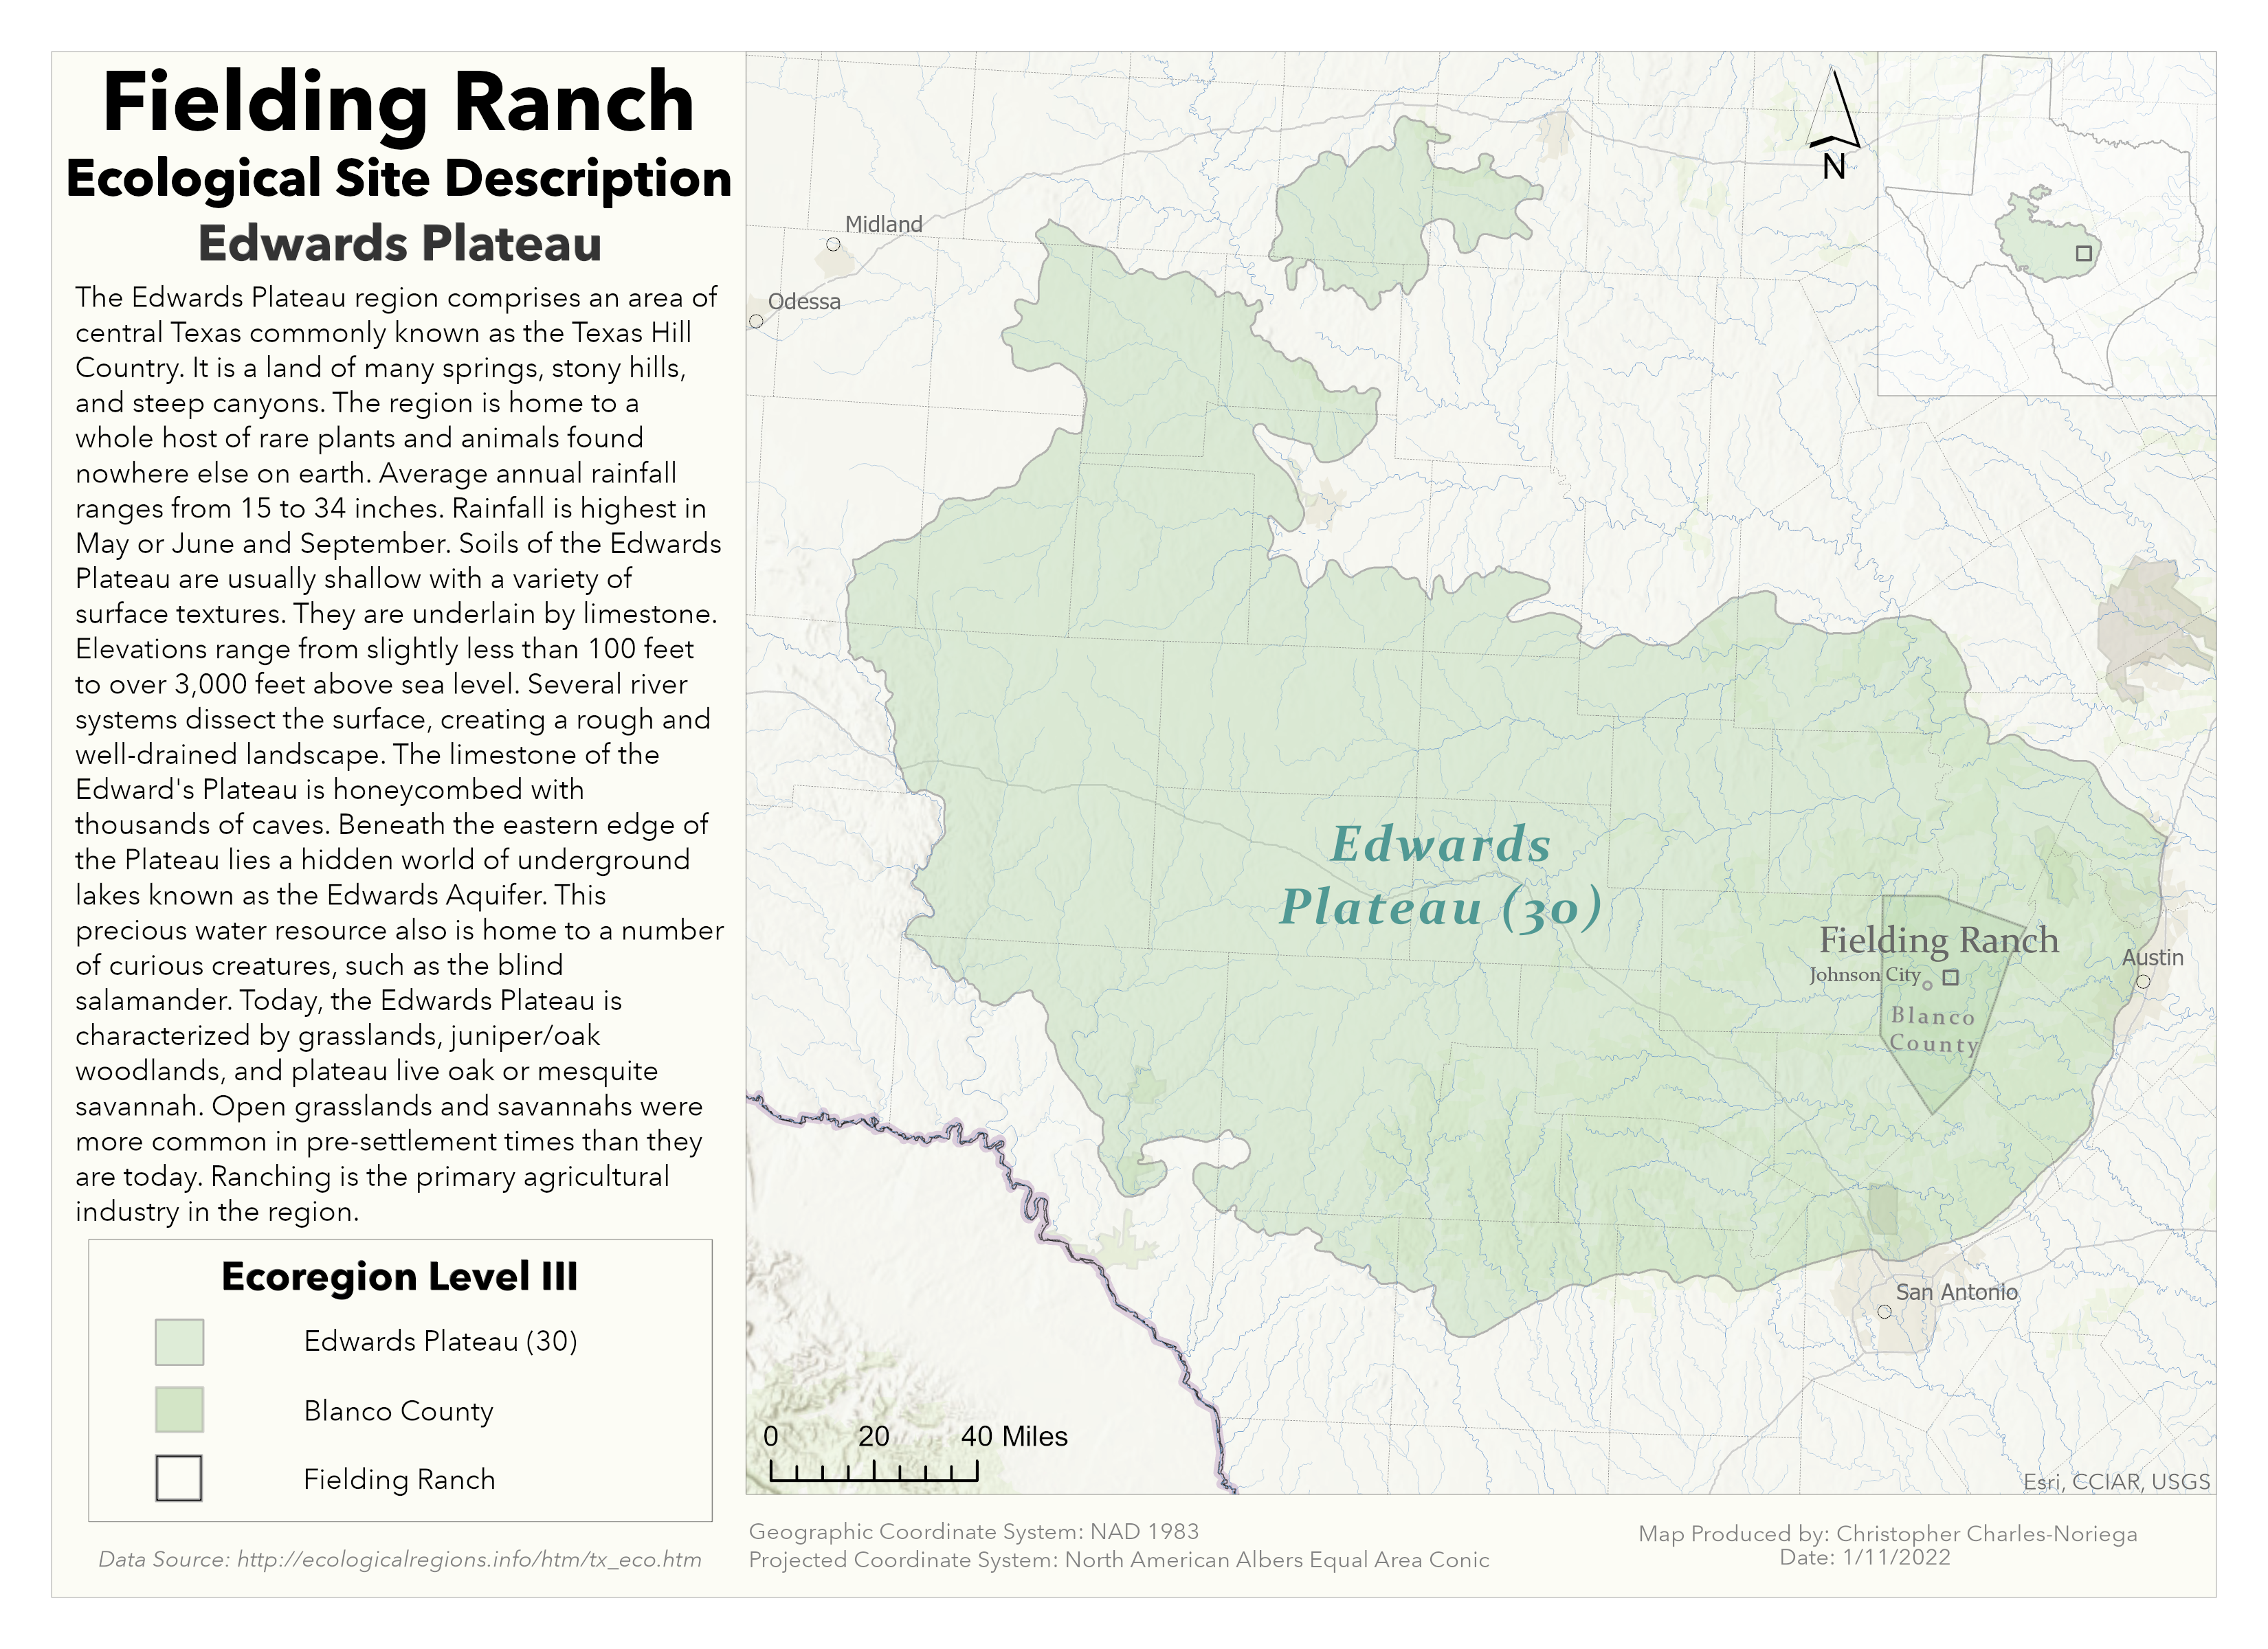 Fielding Ranch
Ecological Site Description
Edwards Plateau
The Edwards Plateau region comprises an area of
central Texas commonly known as the Texas Hill
Country. It is a land of many springs, stony hills,
and steep canyons. The region is home to a
whole host of rare plants and animals found
nowhere else on earth. Average annual rainfall
ranges from 15 to 34 inches. Rainfall is highest in
May or June and September. Soils of the Edwards
Plateau are usually shallow with a variety of
surface textures. They are underlain by limestone.
Elevations range from slightly less than 100 feet
to over 3,000 feet above sea level. Several river
systems dissect the surface, creating a rough and
well-drained landscape. The limestone of the
Edward's Plateau is honeycombed with
thousands of caves. Beneath the eastern edge of
the Plateau lies a hidden world of underground
lakes known as the Edwards Aquifer. This
precious water resource also is home to a number
of curious creatures, such as the blind
salamander. Today, the Edwards Plateau is
characterized by grasslands, juniper/oak
woodlands, and plateau live oak or mesquite
savannah. Open grasslands and savannahs were
more common in pre-settlement times than they
are today. Ranching is the primary agricultural
industry in the region.
Ecoregion Level III
Edwards Plateau (30)
Blanco County
Fielding Ranch
Data Source: http://ecologicalregions.info/htm/tx_eco.htm
N
Midland
Odessa
Edwards
Plateau (30)
Fielding Ranch
Johnson City
Austin
Blanco
County
San Antonio
0 20 40 Miles
Esri, CCIAR, USGS
Geographic Coordinate System: NAD 1983
Projected Coordinate System: North American Albers Equal Area Conic
Map Produced by: Christopher Charles-Noriega
Date: 1/11/2022